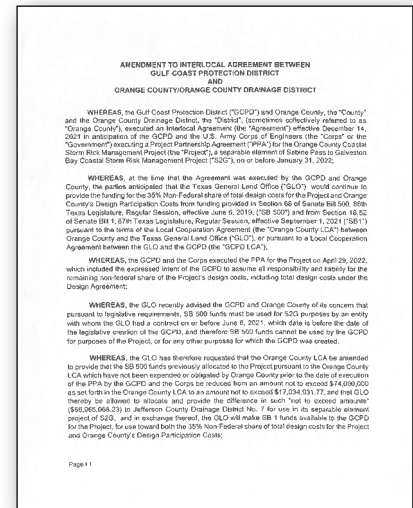 AMENDMENT TO INTERLOCAL AGREEMENT BETWEEN
GULF COAST PROTECTION DISTRICT
AND
ORANGE COUNTY/ORANGE COUNTY DRAINAGE DISTRICT
WHEREAS, the Gulf Coast Protection District ("GCPD") and Orange County, the "County"
and the Orange County Drainage District, the "District", (sometimes collectively referred to as
"Orange County"), executed an Interlocal Agreement (the "Agreement") effective December 14,
2021 in anticipation of the GCPD and the U.S. Army Corps of Engineers (the "Corps" or the
"Government") executing a Project Partnership Agreement ("PPA") for the Orange County Coastal
Storm Risk Management Project (the "Project"), a separable element of Sabine Pass to Galveston
Bay Coastal Storm Risk Management Project ("S2G"), on or before January 31, 2022;
WHEREAS, at the time that the Agreement was executed by the GCPD and Orange
County, the parties anticipated that the Texas General Land Office ("GLO") would continue to
provide the funding for the 35% Non-Federal share of total design costs for the Project and Orange
County's Design Participation Costs from funding provided in Section 68 of Senate Bill 500, 86th
Texas Legislature, Regular Session, effective June 6, 2019, ("SB 500") and from Section 18.52
of Senate Bill 1, 87th Texas Legislature, Regular Session, effective September 1, 2021 ("SB1")
pursuant to the terms of the Local Cooperation Agreement (the "Orange County LCA") between
Orange County and the Texas General Land Office ("GLO"), or pursuant to a Local Cooperation
Agreement between the GLO and the GCPD (the "GCPD LCA");
WHEREAS, the GCPD and the Corps executed the PPA for the Project on April 29, 2022,
which included the expressed intent of the GCPD to assume all responsibility and liability for the
remaining non-federal share of the Project's design costs, including total design costs under the
Design Agreement;
WHEREAS, the GLO recently advised the GCPD and Orange County of its concern that
pursuant to legislative requirements, SB 500 funds must be used for S2G purposes by an entity
with whom the GLO had a contract on or before June 6, 2021, which date is before the date of
the legislative creation of the GCPD, and therefore SB 500 funds cannot be used by the GCPD
for purposes of the Project, or for any other purposes for which the GCPD was created.
WHEREAS, the GLO has therefore requested that the Orange County LCA be amended
to provide that the SB 500 funds previously allocated to the Project pursuant to the Orange County
LCA which have not been expended or obligated by Orange County prior to the date of execution
of the PPA by the GCPD and the Corps be reduced from an amount not to exceed $74,000,000
as set forth in the Orange County LCA to an amount not to exceed $17,034,931.77, and that GLO
thereby be allowed to allocate and provide the difference in such "not to exceed amounts"
($56,965,068.23) to Jefferson County Drainage District No. 7 for use in its separable element
project of S2G, and in exchange thereof, the GLO will make SB 1 funds available to the GCPD
for the Project, for use toward both the 35% Non-Federal share of total design costs for the Project
and Orange County's Design Participation Costs;
Page | 1